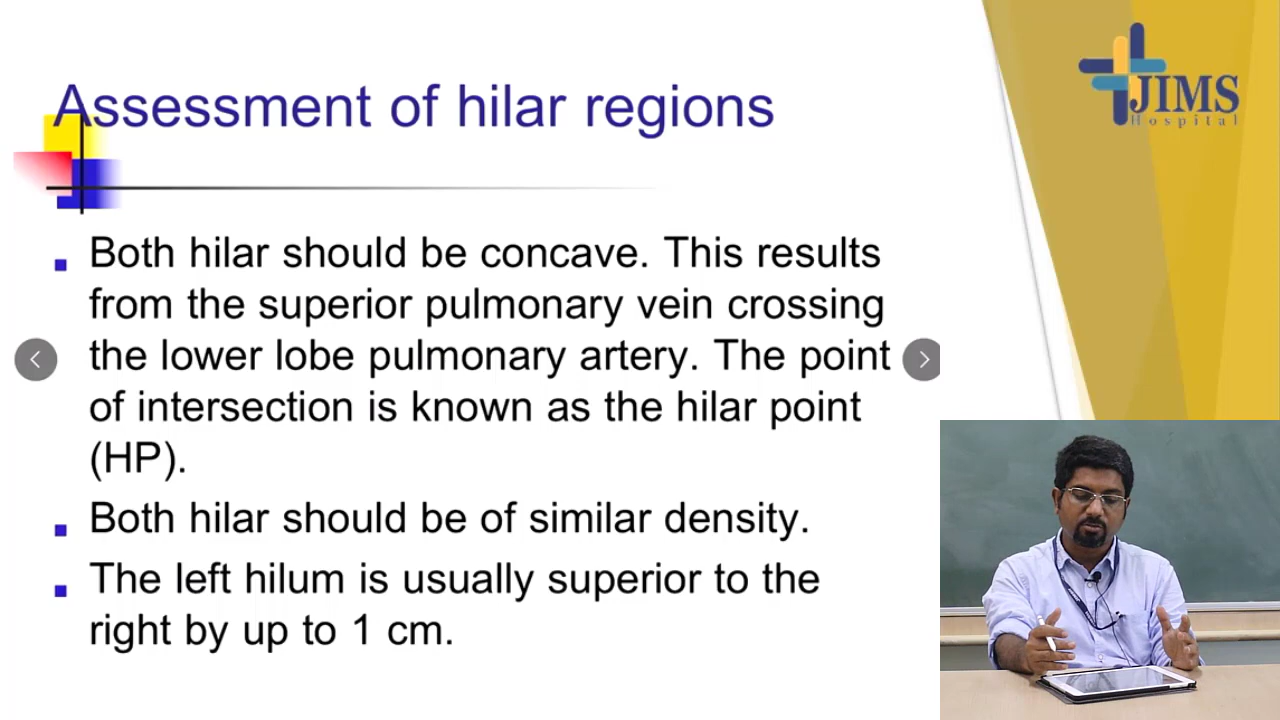 Assessment of hilar regions
JIMS
Hospital
Both hilar should be concave. This results
from the superior pulmonary vein crossing
the lower lobe pulmonary artery. The point
of intersection is known as the hilar point
(HP).
Both hilar should be of similar density.
The left hilum is usually superior to the
right by up to 1 cm.